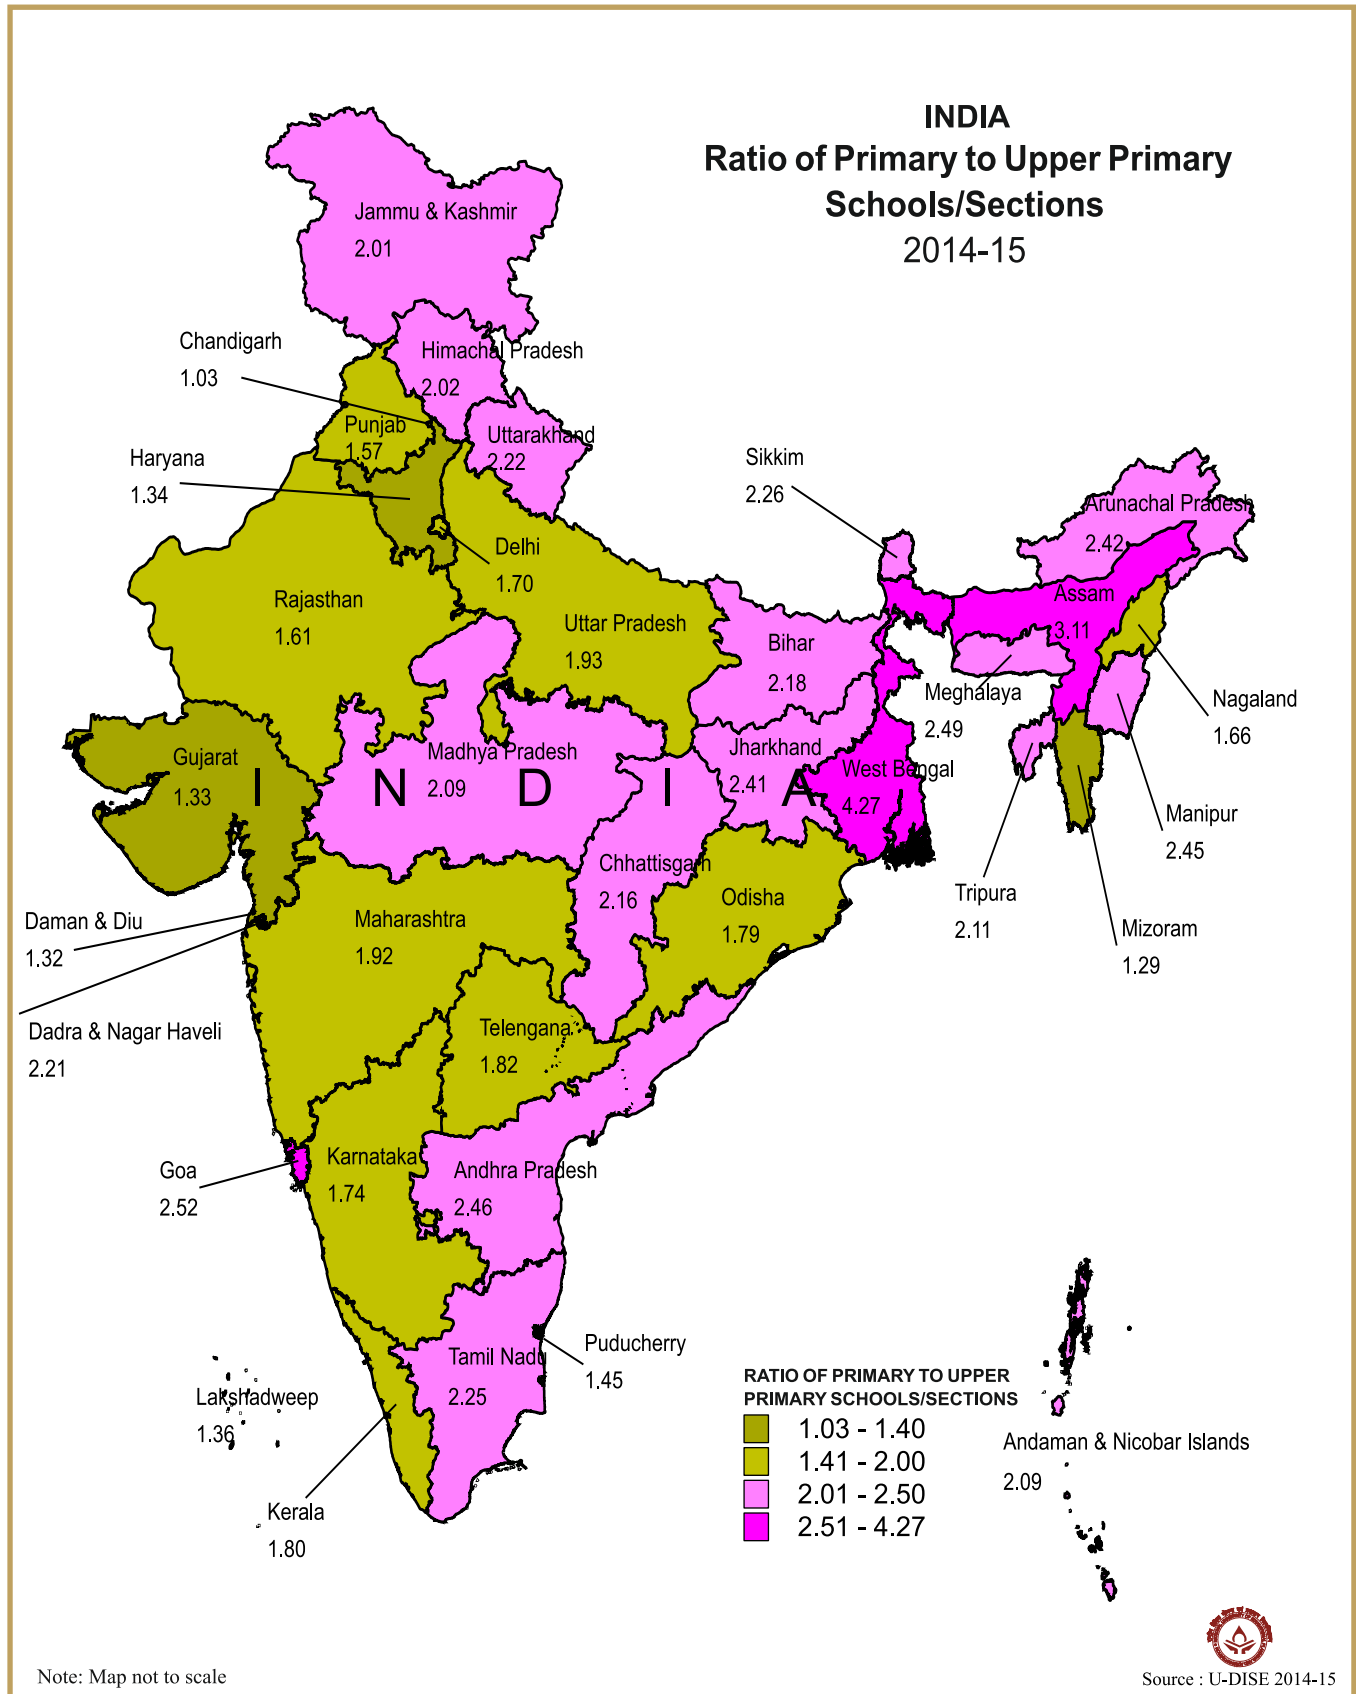 INDIA
Ratio of Primary to Upper Primary
Schools/Sections
2014-15
Jammu & Kashmir
2.01
Chandigarh
1.03
Himachal Pradesh
2.02
Punjab
1.57
Uttarakhand
2.22
Haryana
1.34
Sikkim
2.26
Arunachal Pradesh
2.42
Delhi
1.70
Rajasthan
1.61
Uttar Pradesh
1.93
Bihar
2.18
Assam
3.11
Meghalaya
2.49
Nagaland
1.66
Gujarat
1.33
Madhya Pradesh
2.09
Jharkhand
2.41
West Bengal
4.27
I N D I A
Manipur
2.45
Chhattisgarh
2.16
Odisha
1.79
Tripura
2.11
Mizoram
1.29
Daman & Diu
1.32
Maharashtra
1.92
Dadra & Nagar Haveli
2.21
Telengana
1.82
Goa
2.52
Karnataka
1.74
Andhra Pradesh
2.46
Puducherry
1.45
Tamil Nadu
2.25
Lakshadweep
1.36
Kerala
1.80
RATIO OF PRIMARY TO UPPER
PRIMARY SCHOOLS/SECTIONS
1.03 - 1.40
1.41 - 2.00
2.01 - 2.50
2.51 - 4.27
Andaman & Nicobar Islands
2.09
Note: Map not to scale
Source : U-DISE 2014-15